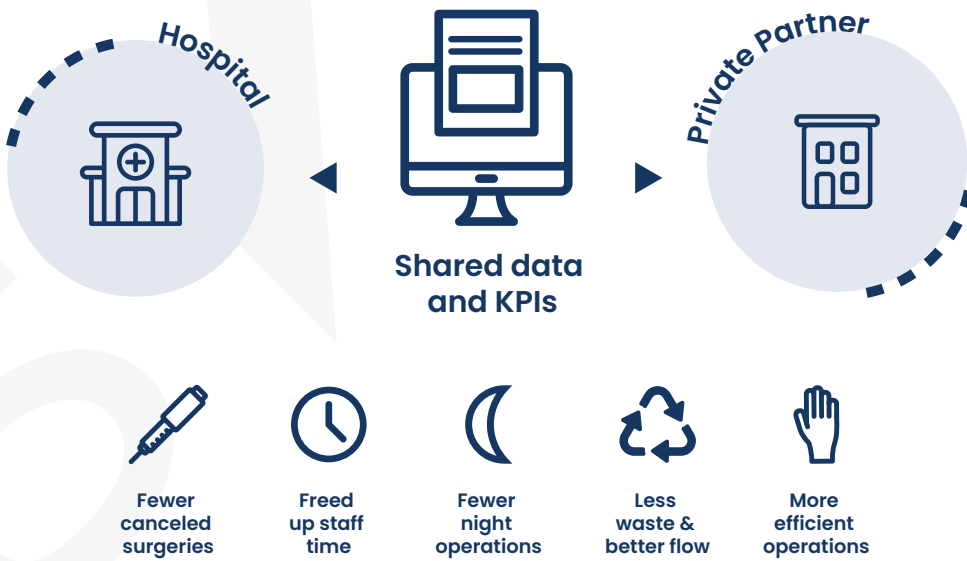 Hospital
Private Partner
Shared data
and KPIs
Fewer
canceled
surgeries
Freed
up staff
time
Fewer
night
operations
Less
waste &
better flow
More
efficient
operations